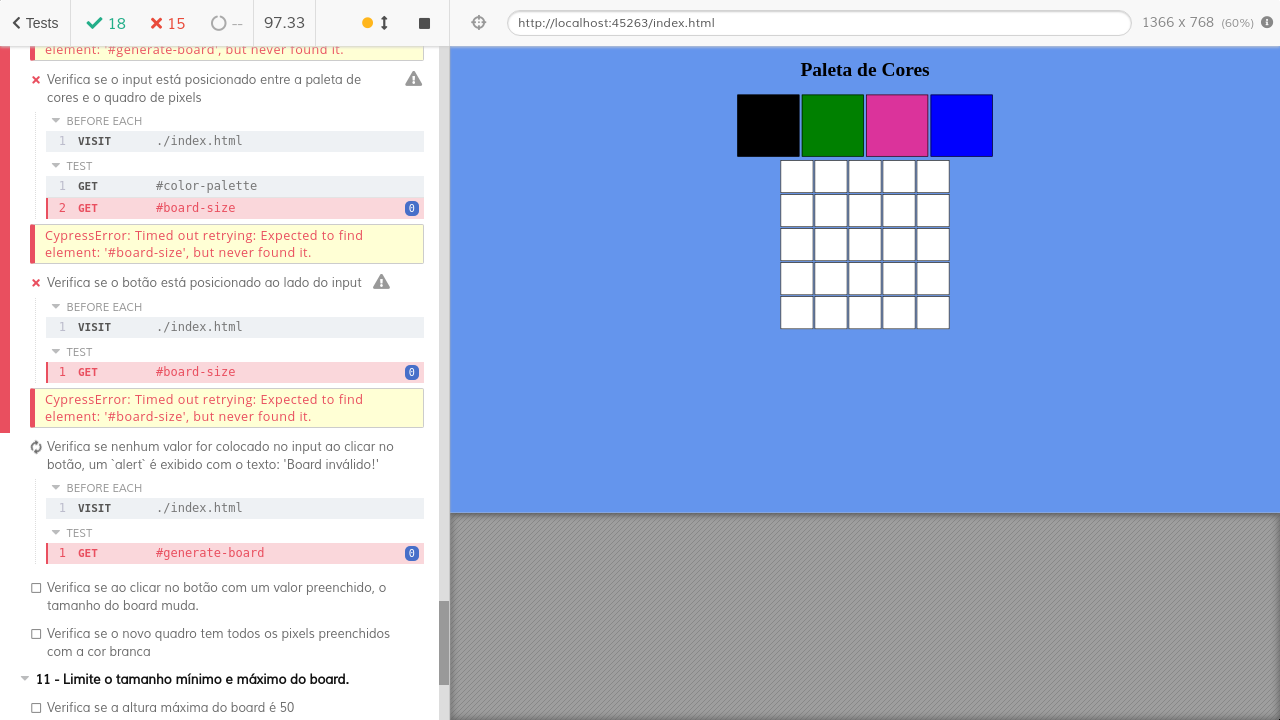 Tests
18
15
--
97.33
http://localhost:45263/index.html
1366 x 768 (60%)
element: '#generate-board', but never found it.
Verifica se o input está posicionado entre a paleta de
cores e o quadro de pixels
BEFORE EACH
1 VISIT ./index.html
TEST
1 GET #color-palette
2 GET #board-size 0
CypressError: Timed out retrying: Expected to find
element: '#board-size', but never found it.
Verifica se o botão está posicionado ao lado do input
BEFORE EACH
1 VISIT ./index.html
TEST
1 GET #board-size 0
CypressError: Timed out retrying: Expected to find
element: '#board-size', but never found it.
Verifica se nenhum valor for colocado no input ao clicar no
botão, um `alert` é exibido com o texto: 'Board inválido!'
BEFORE EACH
1 VISIT ./index.html
TEST
1 GET #generate-board 0
Verifica se ao clicar no botão com um valor preenchido, o
tamanho do board muda.
Verifica se o novo quadro tem todos os pixels preenchidos
com a cor branca
11 - Limite o tamanho mínimo e máximo do board.
Verifica se a altura máxima do board é 50
Paleta de Cores